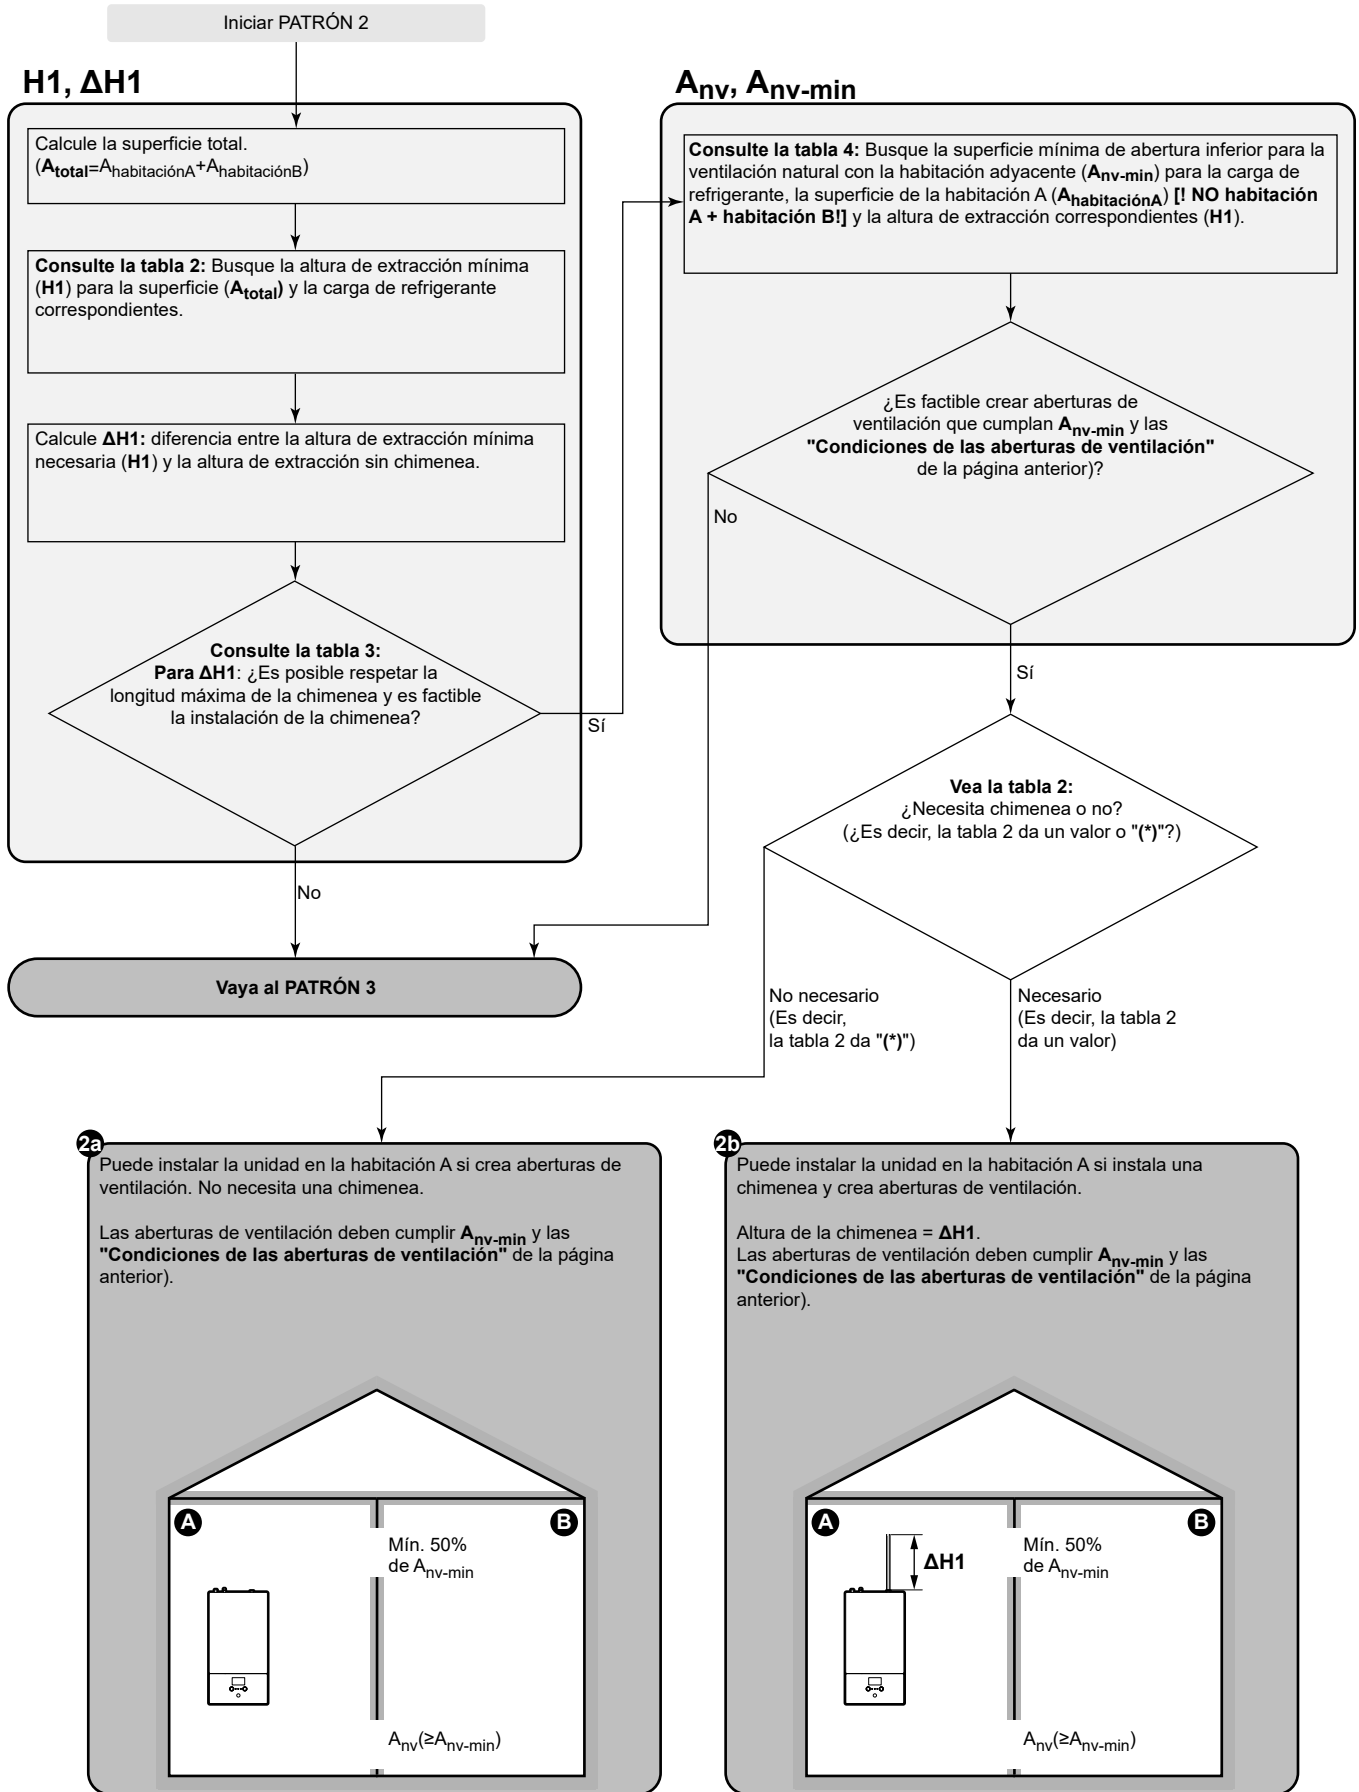 Iniciar PATRÓN 2
H1, ΔH1
Calcule la superficie total.
(Atotal=AhabitaciónA+AhabitaciónB)
Consulte la tabla 2: Busque la altura de extracción mínima
(H1) para la superficie (Atotal) y la carga de refrigerante
correspondientes.
Calcule ΔH1: diferencia entre la altura de extracción mínima
necesaria (H1) y la altura de extracción sin chimenea.
Consulte la tabla 3:
Para ΔH1: ¿Es posible respetar la
longitud máxima de la chimenea y es factible
la instalación de la chimenea?
Sí
No
Vaya al PATRÓN 3
Anv, Anv-min
Consulte la tabla 4: Busque la superficie mínima de abertura inferior para la
ventilación natural con la habitación adyacente (Anv-min) para la carga de
refrigerante, la superficie de la habitación A (AhabitaciónA) [! NO habitación
A + habitación B!] y la altura de extracción correspondientes (H1).
¿Es factible crear aberturas de
ventilación que cumplan Anv-min y las
"Condiciones de las aberturas de ventilación"
de la página anterior)?
No
Sí
Vea la tabla 2:
¿Necesita chimenea o no?
(¿Es decir, la tabla 2 da un valor o "(*)"?)
No necesario
(Es decir,
la tabla 2 da "(*)")
Necesario
(Es decir, la tabla 2
da un valor)
2a
Puede instalar la unidad en la habitación A si crea aberturas de
ventilación. No necesita una chimenea.
Las aberturas de ventilación deben cumplir Anv-min y las
"Condiciones de las aberturas de ventilación" de la página
anterior).
A
B
Mín. 50%
de Anv-min
Anv(≥Anv-min)
2b
Puede instalar la unidad en la habitación A si instala una
chimenea y crea aberturas de ventilación.
Altura de la chimenea = ΔH1.
Las aberturas de ventilación deben cumplir Anv-min y las
"Condiciones de las aberturas de ventilación" de la página
anterior).
A
B
ΔH1
Mín. 50%
de Anv-min
Anv(≥Anv-min)